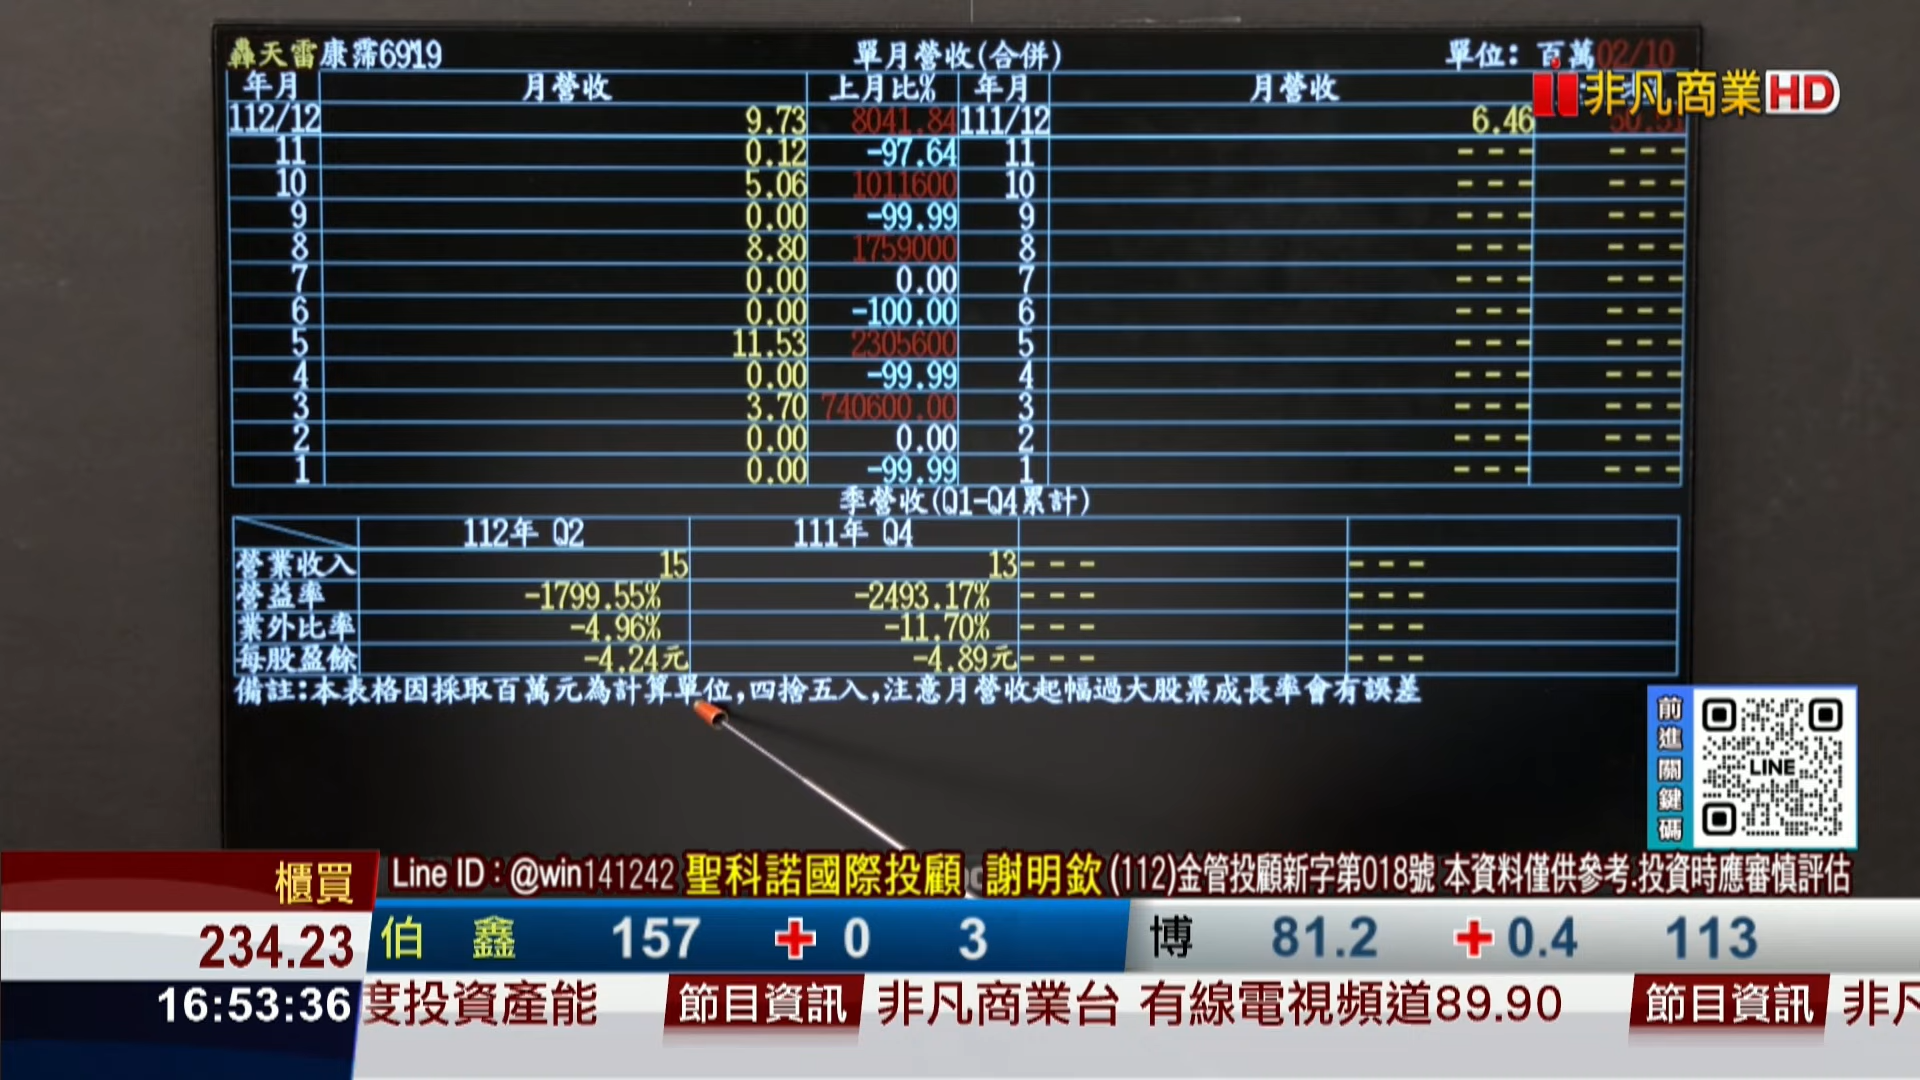 轟天雷康霈6919 單月營收(合併) 單位：百萬02/10
非凡商業HD
年月 月營收 上月比% 年月 月營收
112/12 9.73 8041.84 111/12 6.46
11 0.12 -97.64 11 --- ---
10 5.06 1011600 10 --- ---
9 0.00 -99.99 9 --- ---
8 8.80 1759000 8 --- ---
7 0.00 0.00 7 --- ---
6 0.00 -100.00 6 --- ---
5 11.53 2305600 5 --- ---
4 0.00 -99.99 4 --- ---
3 3.70 740600.00 3 --- ---
2 0.00 0.00 2 --- ---
1 0.00 -99.99 1 --- ---
季營收(Q1-Q4累計)
112年 Q2 111年 Q4
營業收入 15 13 --- ---
營益率 -1799.55% -2493.17% --- ---
業外比率 -4.96% -11.70% --- ---
每股盈餘 -4.24元 -4.89元 --- ---
備註:本表格因採取百萬元為計算單位,四捨五入,注意月營收起幅過大股票成長率會有誤差
前進關鍵碼
LINE
櫃買 Line ID：@win141242 聖科諾國際投顧 謝明欽 (112)金管投顧新字第018號 本資料僅供參考.投資時應審慎評估
234.23 伯鑫 157 +0 3 博 81.2 +0.4 113
16:53:36 度投資產能 節目資訊 非凡商業台 有線電視頻道89.90 節目資訊 非凡